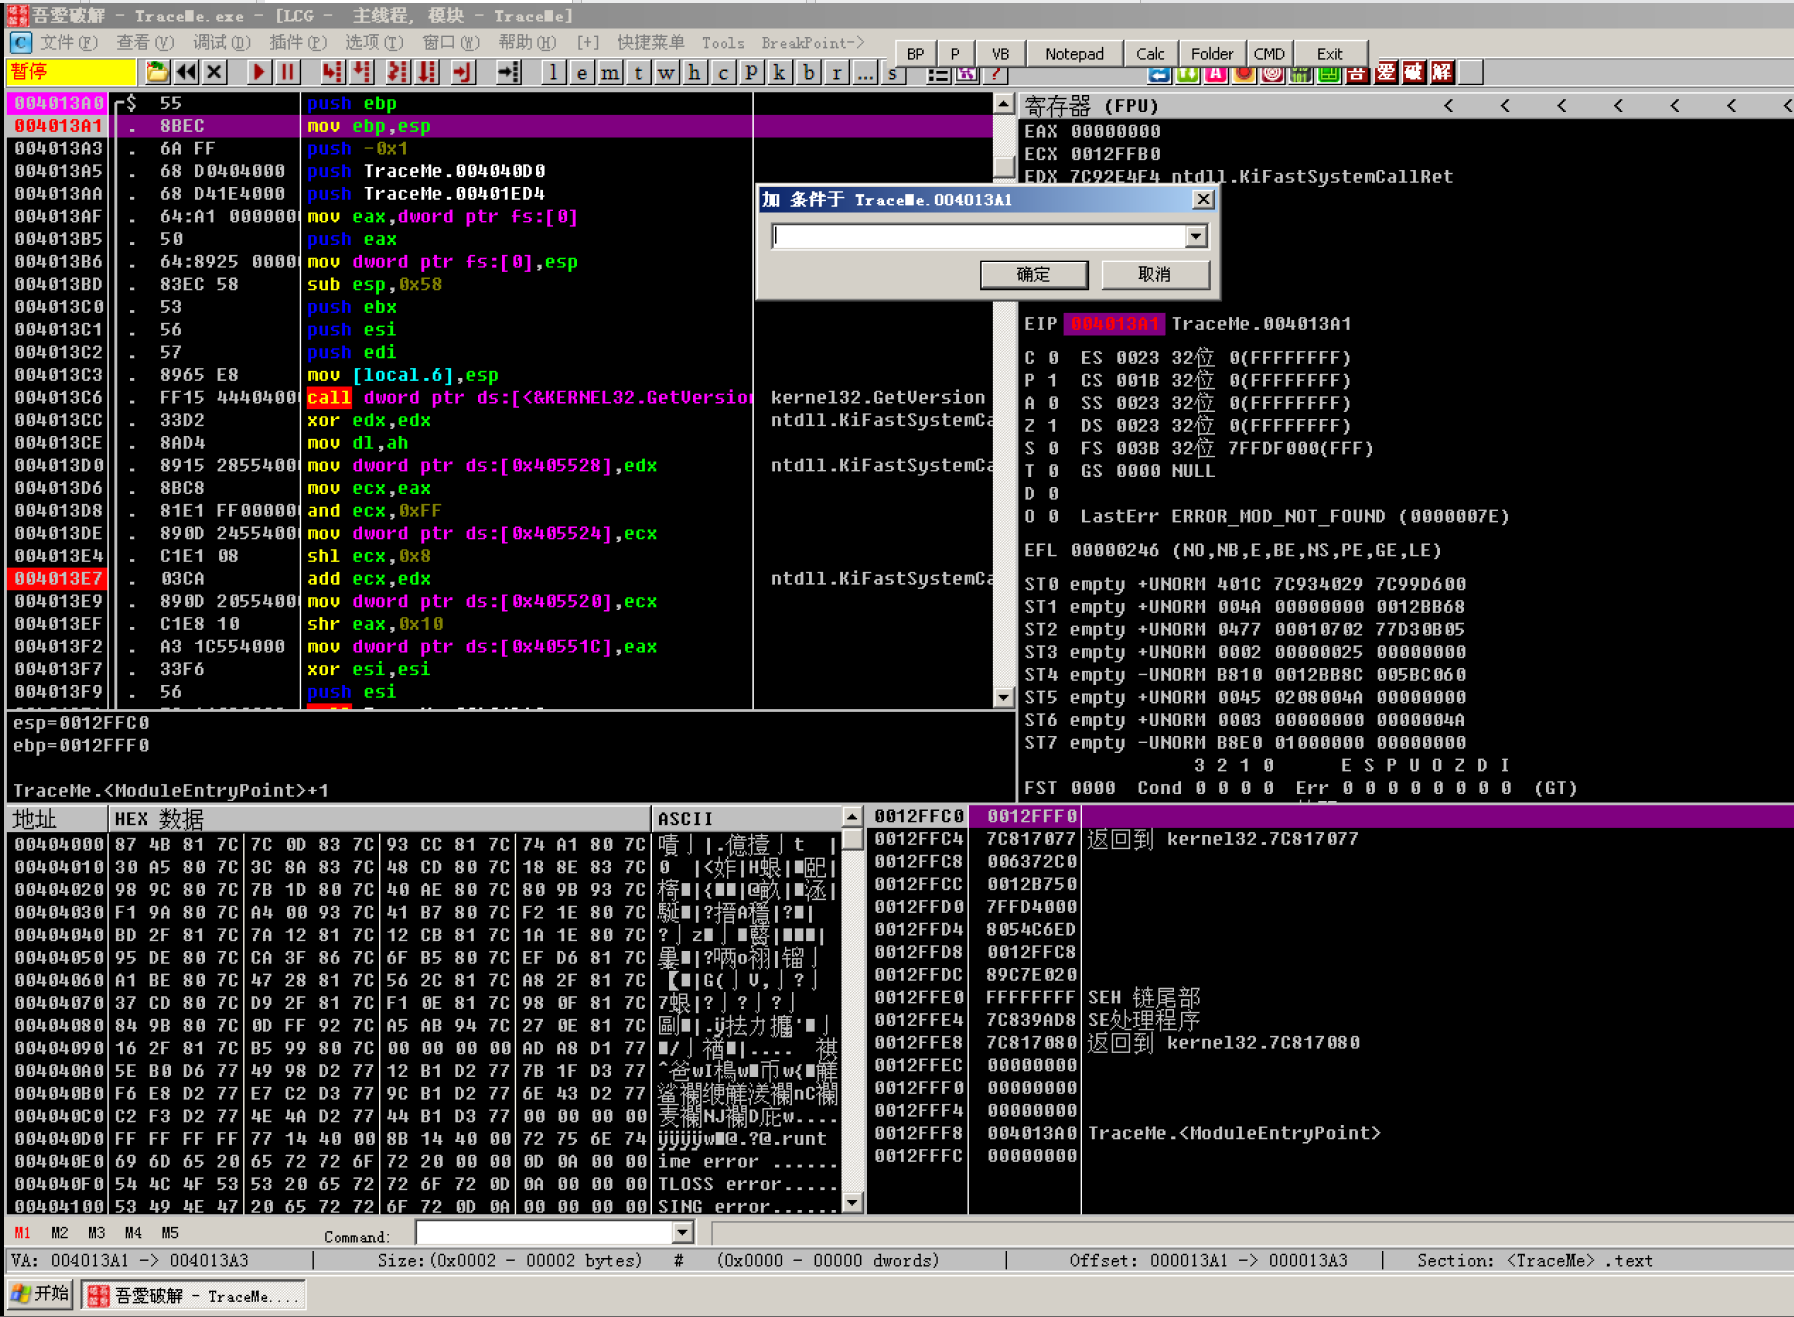 吾愛破解 - TraceMe.exe - [LCG - 主线程, 模块 - TraceMe]
文件(F) 查看(V) 调试(D) 插件(P) 选项(T) 窗口(W) 帮助(H) [+] 快捷菜单 Tools BreakPoint->
BP P VB Notepad Calc Folder CMD Exit
暂停 l e m t w h c p k b r ... s ? 吾 爱 破 解
004013A0 $ 55 push ebp
004013A1 . 8BEC mov ebp,esp
004013A3 . 6A FF push -0x1
004013A5 . 68 D0404000 push TraceMe.004040D0
004013AA . 68 D41E4000 push TraceMe.00401ED4
004013AF . 64:A1 0000000 mov eax,dword ptr fs:[0]
004013B5 . 50 push eax
004013B6 . 64:8925 0000 mov dword ptr fs:[0],esp
004013BD . 83EC 58 sub esp,0x58
004013C0 . 53 push ebx
004013C1 . 56 push esi
004013C2 . 57 push edi
004013C3 . 8965 E8 mov [local.6],esp
004013C6 . FF15 4440400 call dword ptr ds:[<&KERNEL32.GetVersion kernel32.GetVersion
004013CC . 33D2 xor edx,edx ntdll.KiFastSystemCa
004013CE . 8AD4 mov dl,ah
004013D0 . 8915 2855400 mov dword ptr ds:[0x405528],edx ntdll.KiFastSystemCa
004013D6 . 8BC8 mov ecx,eax
004013D8 . 81E1 FF00000 and ecx,0xFF
004013DE . 890D 2455400 mov dword ptr ds:[0x405524],ecx
004013E4 . C1E1 08 shl ecx,0x8
004013E7 . 03CA add ecx,edx ntdll.KiFastSystemCa
004013E9 . 890D 2055400 mov dword ptr ds:[0x405520],ecx
004013EF . C1E8 10 shr eax,0x10
004013F2 . A3 1C554000 mov dword ptr ds:[0x40551C],eax
004013F7 . 33F6 xor esi,esi
004013F9 . 56 push esi
esp=0012FFC0
ebp=0012FFF0
TraceMe.<ModuleEntryPoint>+1
寄存器 (FPU) < < < < < < <
EAX 00000000
ECX 0012FFB0
EDX 7C92E4F4 ntdll.KiFastSystemCallRet
加 条件于 TraceMe.004013A1
确定 取消
EIP 004013A1 TraceMe.004013A1
C 0 ES 0023 32位 0(FFFFFFFF)
P 1 CS 001B 32位 0(FFFFFFFF)
A 0 SS 0023 32位 0(FFFFFFFF)
Z 1 DS 0023 32位 0(FFFFFFFF)
S 0 FS 003B 32位 7FFDF000(FFF)
T 0 GS 0000 NULL
D 0
O 0 LastErr ERROR_MOD_NOT_FOUND (0000007E)
EFL 00000246 (NO,NB,E,BE,NS,PE,GE,LE)
ST0 empty +UNORM 401C 7C934029 7C99D600
ST1 empty +UNORM 004A 00000000 0012BB68
ST2 empty +UNORM 0477 00010702 77D30B05
ST3 empty +UNORM 0002 00000025 00000000
ST4 empty -UNORM B810 0012BB8C 005BC060
ST5 empty +UNORM 0045 0208004A 00000000
ST6 empty +UNORM 0003 00000000 0000004A
ST7 empty -UNORM B8E0 01000000 00000000
3 2 1 0 E S P U O Z D I
FST 0000 Cond 0 0 0 0 Err 0 0 0 0 0 0 0 0 (GT)
地址 HEX 数据 ASCII
00404000 87 4B 81 7C 7C 0D 83 7C 93 CC 81 7C 74 A1 80 7C
00404010 30 A5 80 7C 3C 8A 83 7C 48 CD 80 7C 18 8E 83 7C
00404020 98 9C 80 7C 7B 1D 80 7C 40 AE 80 7C 80 9B 93 7C
00404030 F1 9A 80 7C A4 00 93 7C 41 B7 80 7C F2 1E 80 7C
00404040 BD 2F 81 7C 7A 12 81 7C 12 CB 81 7C 1A 1E 80 7C
00404050 95 DE 80 7C CA 3F 86 7C 6F B5 80 7C EF D6 81 7C
00404060 A1 BE 80 7C 47 28 81 7C 56 2C 81 7C A8 2F 81 7C
00404070 37 CD 80 7C D9 2F 81 7C F1 0E 81 7C 98 0F 81 7C
00404080 84 9B 80 7C 0D FF 92 7C A5 AB 94 7C 27 0E 81 7C
00404090 16 2F 81 7C B5 99 80 7C 00 00 00 00 AD A8 D1 77
004040A0 5E B0 D6 77 49 98 D2 77 12 B1 D2 77 7B 1F D3 77
004040B0 F6 E8 D2 77 E7 C2 D3 77 9C B1 D2 77 6E 43 D2 77
004040C0 C2 F3 D2 77 4E 4A D2 77 44 B1 D3 77 00 00 00 00
004040D0 FF FF FF FF 77 14 40 00 8B 14 40 00 72 75 6E 74
004040E0 69 6D 65 20 65 72 72 6F 72 20 00 00 0D 0A 00 00 ime error ......
004040F0 54 4C 4F 53 53 20 65 72 72 6F 72 0D 0A 00 00 00 TLOSS error.....
00404100 53 49 4E 47 20 65 72 72 6F 72 0D 0A 00 00 00 00 SING error......
0012FFC0 0012FFF0
0012FFC4 7C817077 返回到 kernel32.7C817077
0012FFC8 006372C0
0012FFCC 0012B750
0012FFD0 7FFD4000
0012FFD4 8054C6ED
0012FFD8 0012FFC8
0012FFDC 89C7E020
0012FFE0 FFFFFFFF SEH 链尾部
0012FFE4 7C839AD8 SE处理程序
0012FFE8 7C817080 返回到 kernel32.7C817080
0012FFEC 00000000
0012FFF0 00000000
0012FFF4 00000000
0012FFF8 004013A0 TraceMe.<ModuleEntryPoint>
0012FFFC 00000000
M1 M2 M3 M4 M5 Command:
VA: 004013A1 -> 004013A3 | Size:(0x0002 - 00002 bytes) # (0x0000 - 00000 dwords) | Offset: 000013A1 -> 000013A3 | Section: <TraceMe> .text
开始 吾愛破解 - TraceMe....